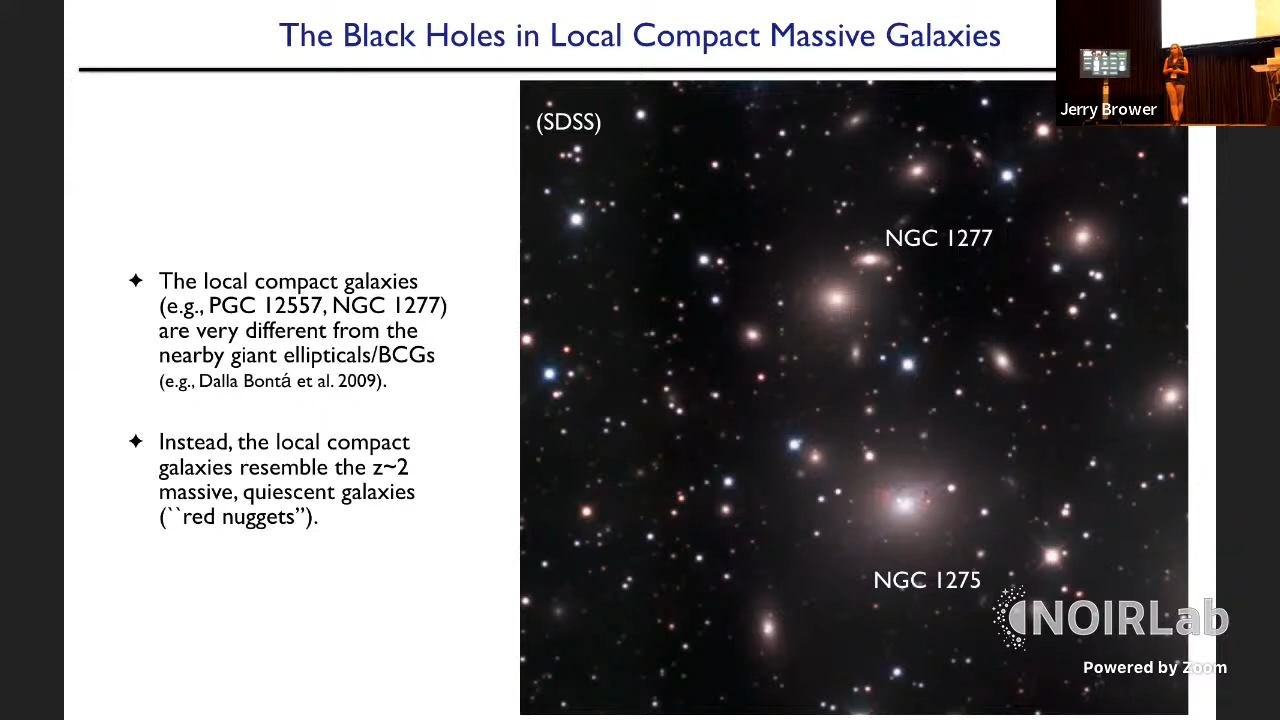 The Black Holes in Local Compact Massive Galaxies
Jerry Brower
(SDSS)
NGC 1277
✦ The local compact galaxies
(e.g., PGC 12557, NGC 1277)
are very different from the
nearby giant ellipticals/BCGs
(e.g., Dalla Bontá et al. 2009).
✦ Instead, the local compact
galaxies resemble the z~2
massive, quiescent galaxies
(``red nuggets”).
NGC 1275
NOIRLab
Powered by Zoom